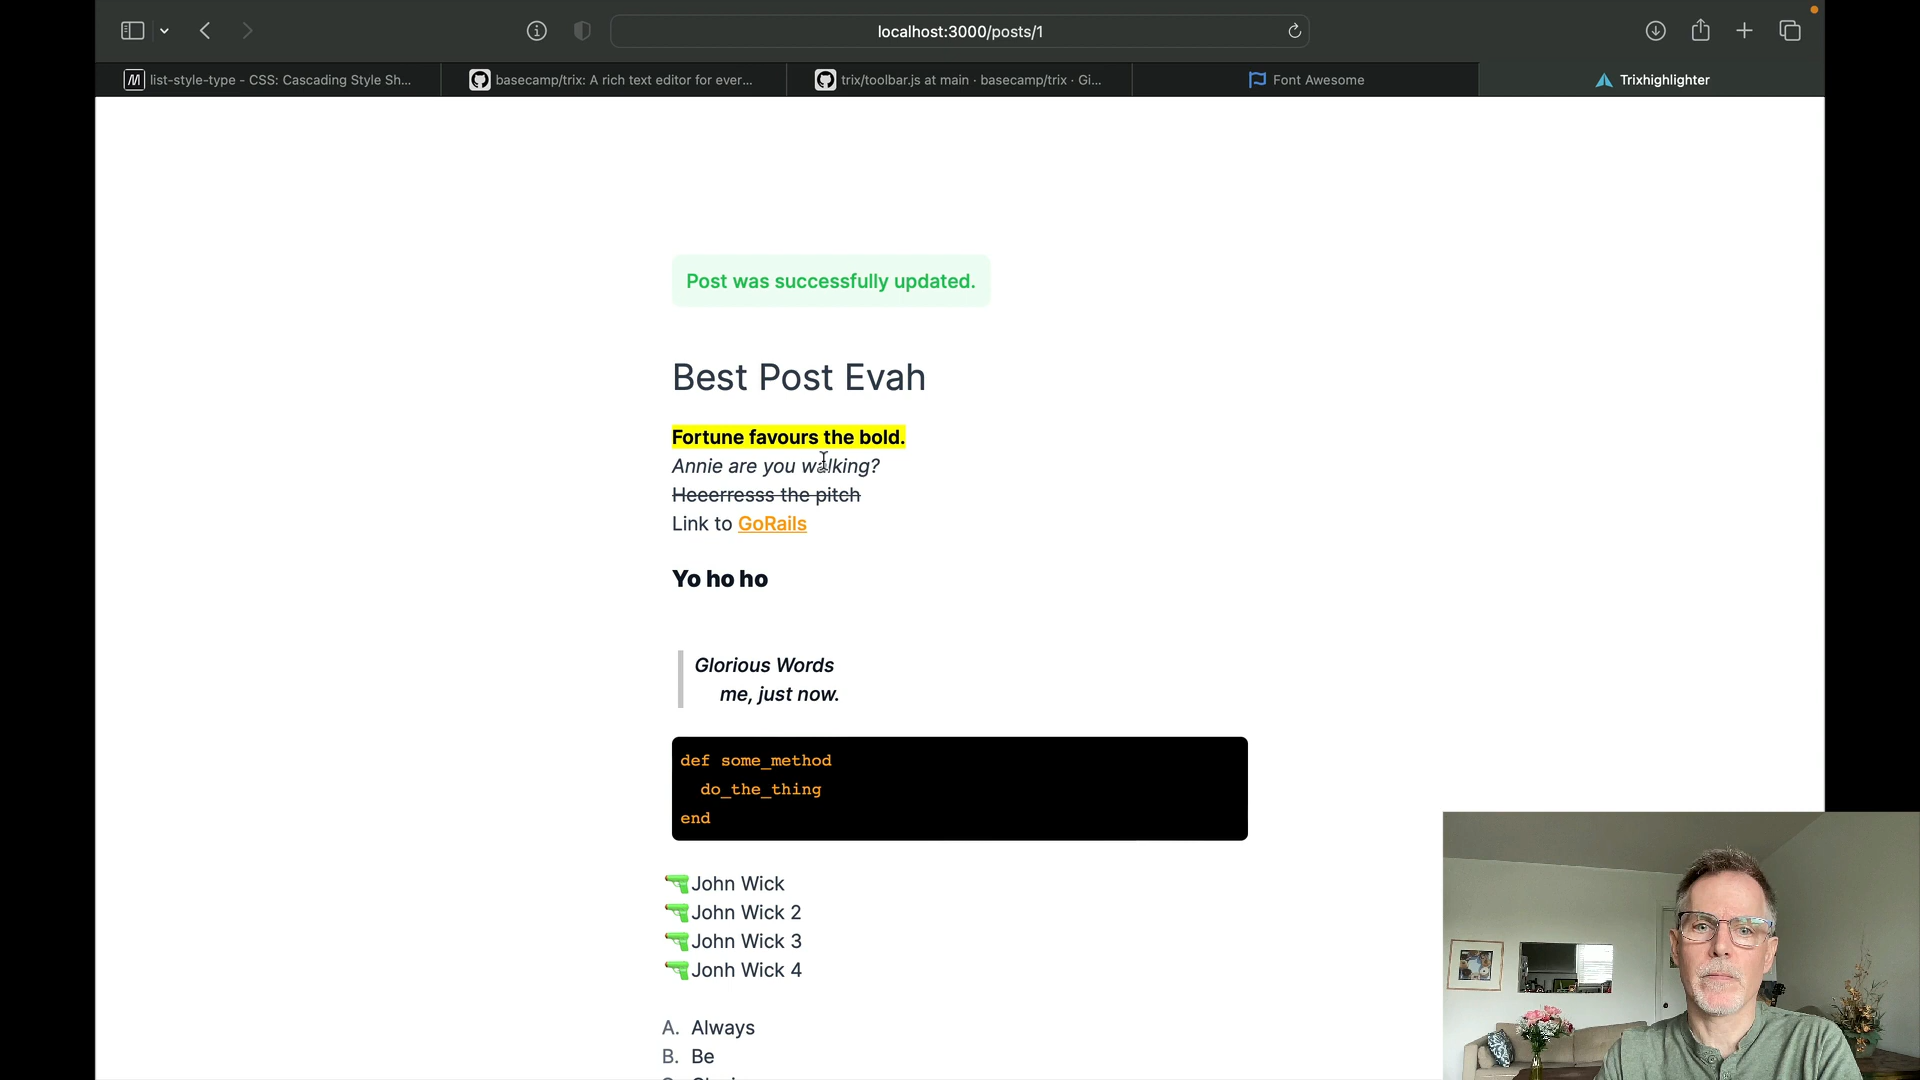 localhost:3000/posts/1
list-style-type - CSS: Cascading Style Sh...
basecamp/trix: A rich text editor for ever...
trix/toolbar.js at main · basecamp/trix · Gi...
Font Awesome
Trixhighlighter
Post was successfully updated.
Best Post Evah
Fortune favours the bold.
Annie are you walking?
Heeerresss the pitch
Link to GoRails
Yo ho ho
Glorious Words
me, just now.
def some_method
do_the_thing
end
John Wick
John Wick 2
John Wick 3
Jonh Wick 4
A. Always
B. Be